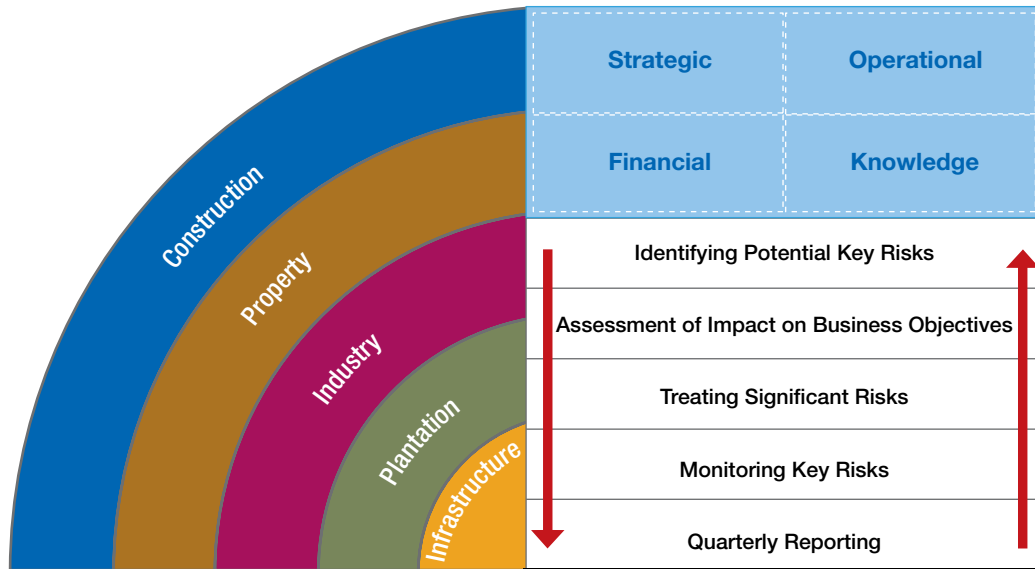 Construction
Property
Industry
Plantation
Infrastructure
Strategic
Operational
Financial
Knowledge
Identifying Potential Key Risks
Assessment of Impact on Business Objectives
Treating Significant Risks
Monitoring Key Risks
Quarterly Reporting